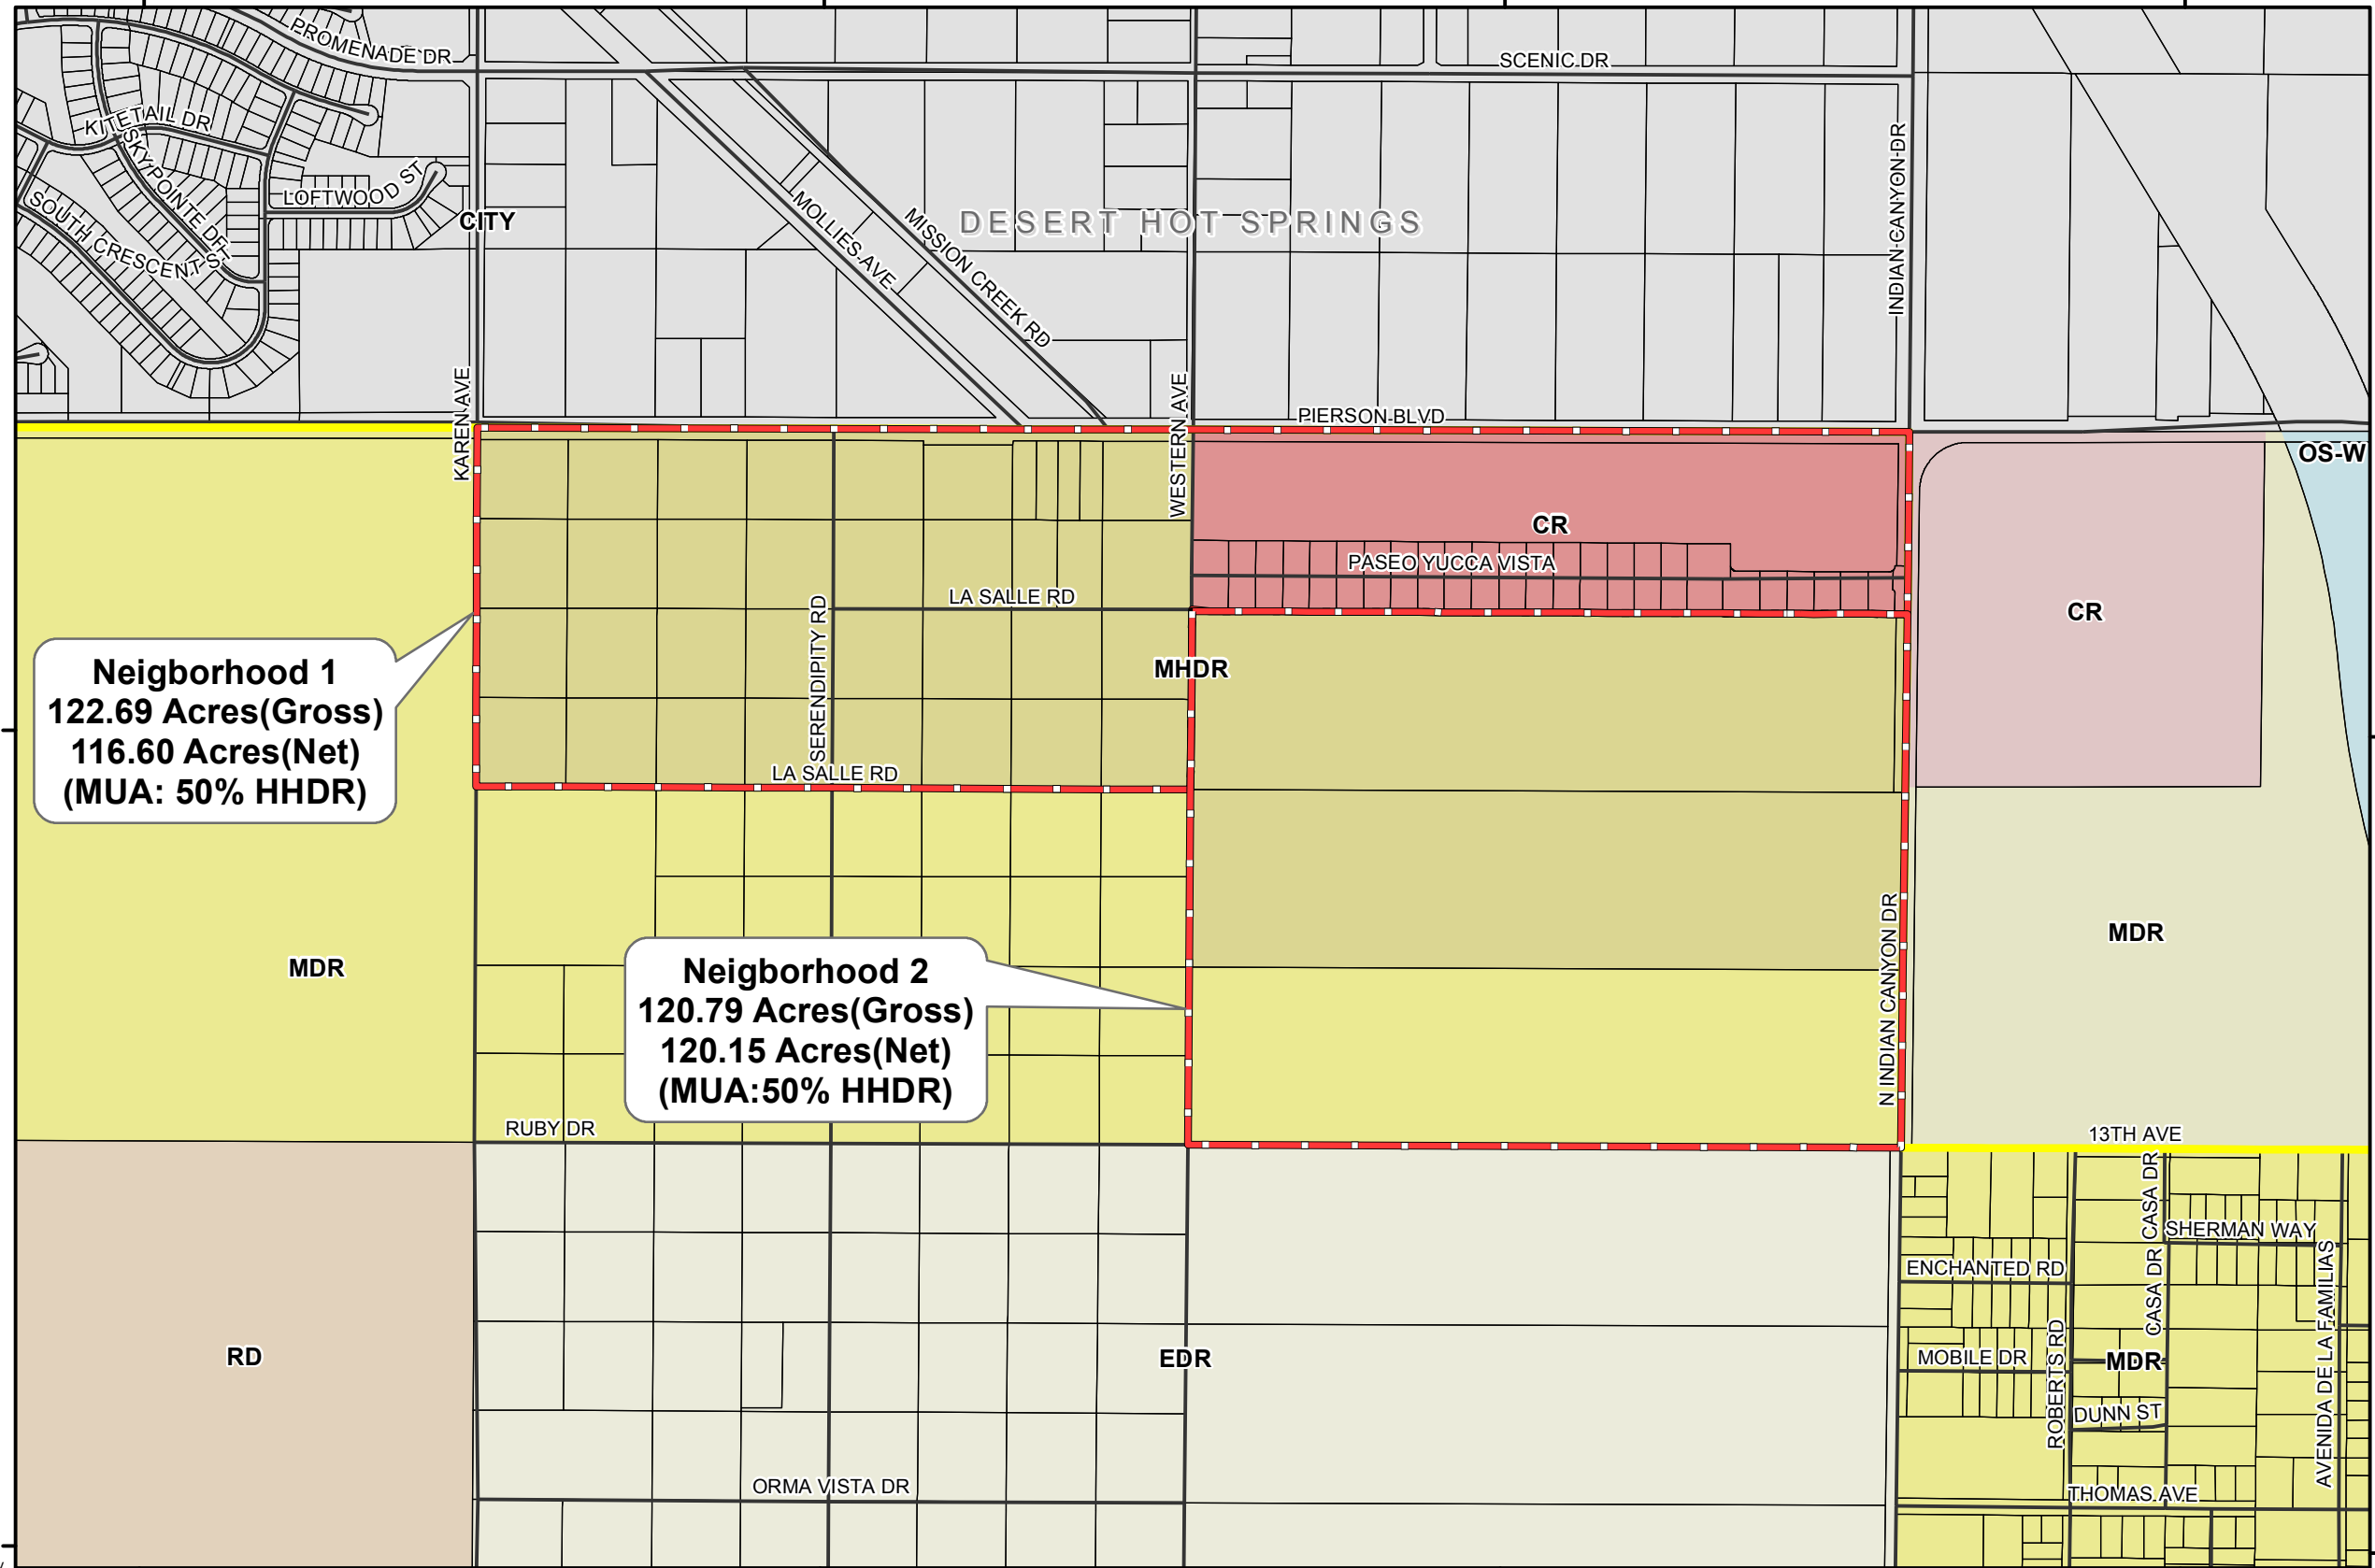 PROMENADE DR
SCENIC DR
KITETAIL DR
SKYPOINTE DR
LOFTWOOD ST
SOUTH CRESCENT ST
CITY
MOLLIES AVE
MISSION CREEK RD
DESERT HOT SPRINGS
INDIAN CANYON DR
KAREN AVE
WESTERN AVE
PIERSON BLVD
OS-W
CR
PASEO YUCCA VISTA
LA SALLE RD
SERENDIPITY RD
CR
MHDR
Neigborhood 1
122.69 Acres(Gross)
116.60 Acres(Net)
(MUA: 50% HHDR)
LA SALLE RD
MDR
Neigborhood 2
120.79 Acres(Gross)
120.15 Acres(Net)
(MUA:50% HHDR)
N INDIAN CANYON DR
MDR
RUBY DR
13TH AVE
CASA DR
SHERMAN WAY
ENCHANTED RD
CASA DR
AVENIDA DE LA FAMILIAS
RD
EDR
MOBILE DR
ROBERTS RD
MDR
DUNN ST
ORMA VISTA DR
THOMAS AVE